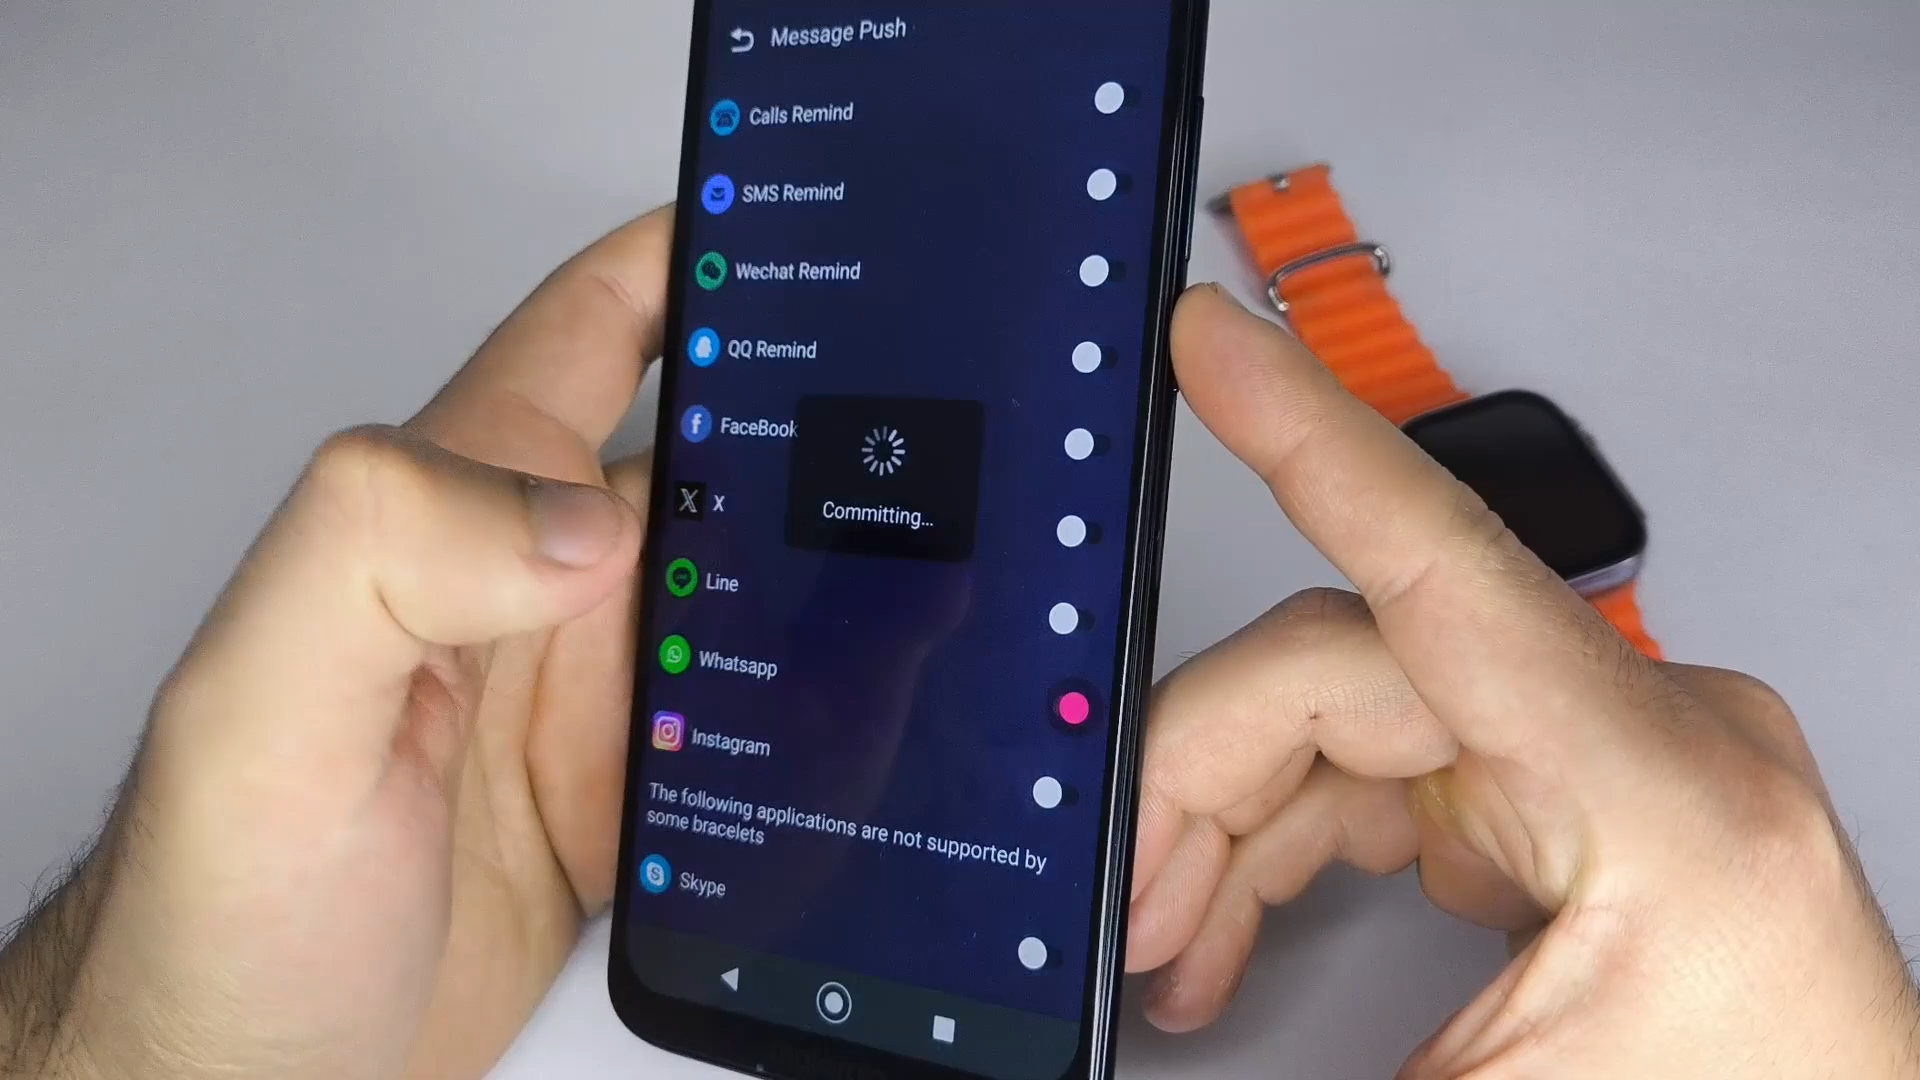 Message Push
Calls Remind
SMS Remind
Wechat Remind
QQ Remind
FaceBook
X
Committing...
Line
Whatsapp
Instagram
The following applications are not supported by
some bracelets
Skype